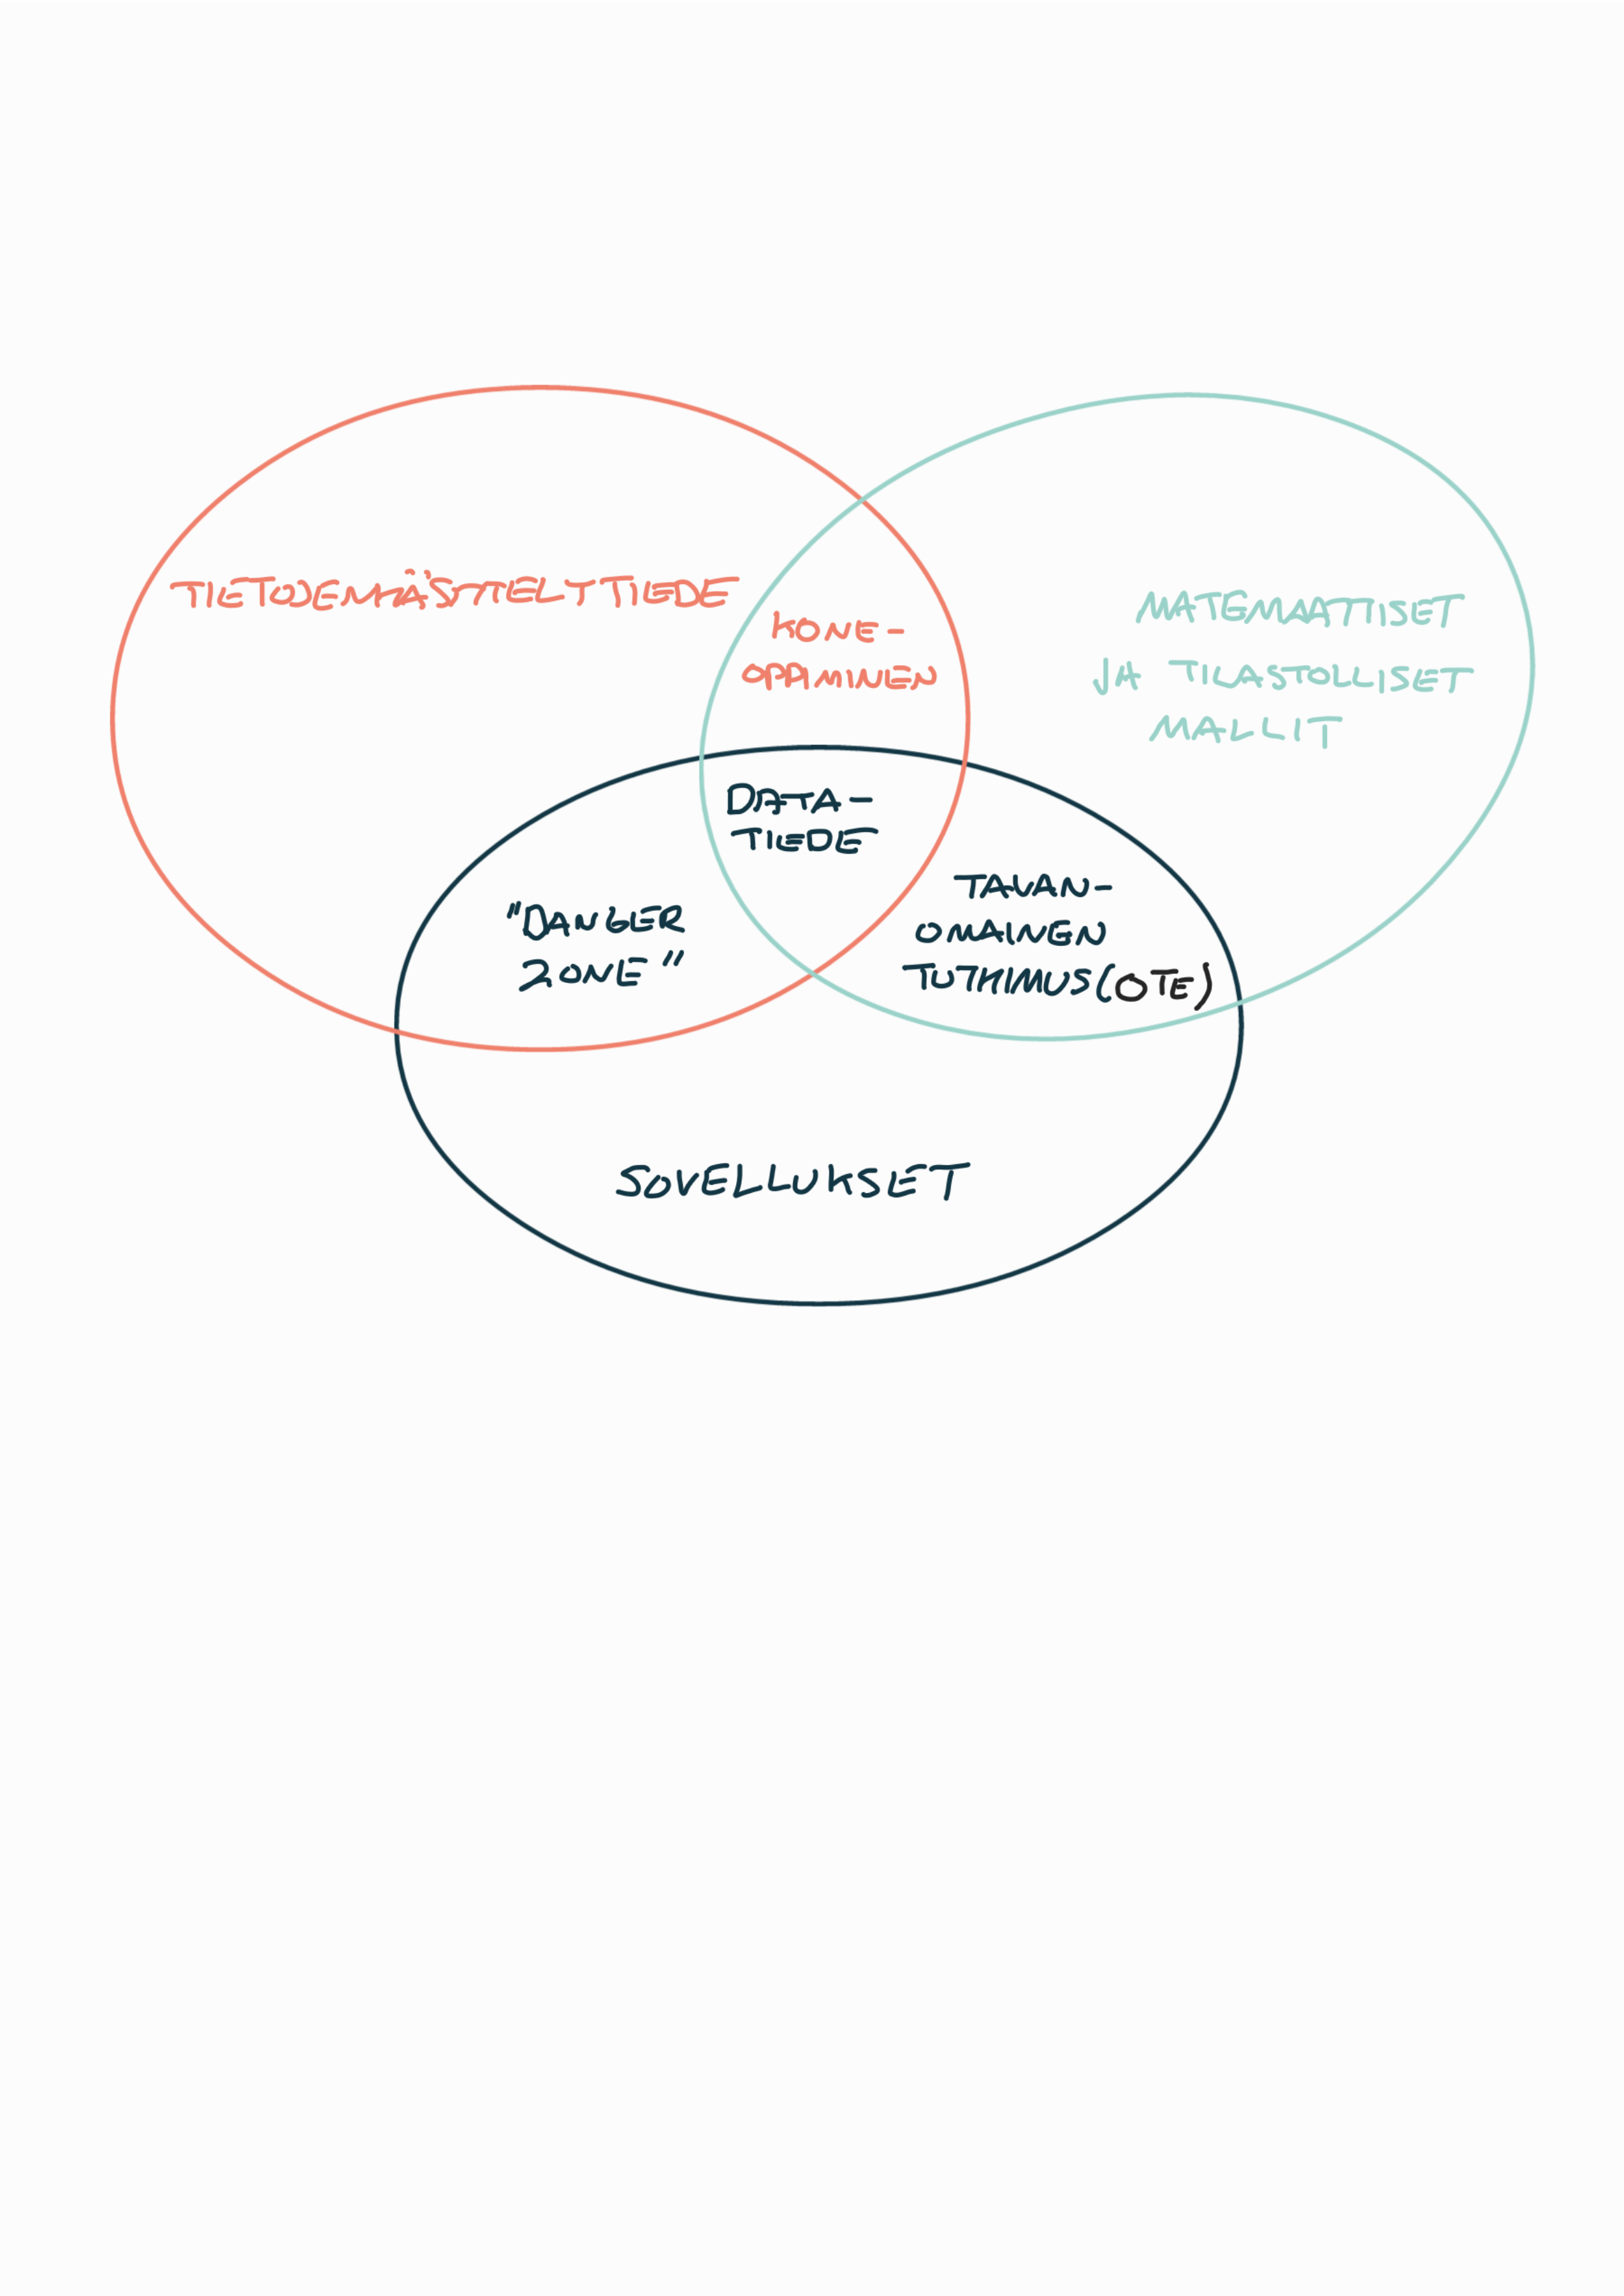 TIETOJENKÄSITTELYTIEDE
KONE-
OPPIMINEN
MATEMAATTISET
JA TILASTOLLISET
MALLIT
DATA-
TIEDE
"DANGER
ZONE"
TAVAN-
OMAINEN
TUTKIMUS (OTE)
SOVELLUKSET